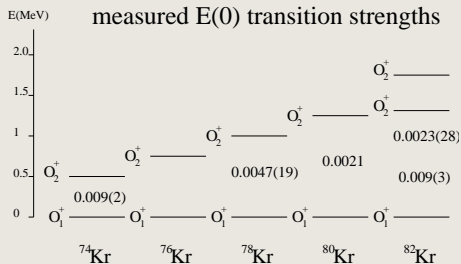 E(MeV) measured E(0) transition strengths
2.0
O₂⁺
1.5
O₂⁺ O₂⁺
0.0023(28)
O₂⁺
1
O₂⁺
0.0047(19) 0.0021 0.009(3)
0.5 O₂⁺
0.009(2)
0 O₁⁺ O₁⁺ O₁⁺ O₁⁺ O₁⁺
⁷⁴Kr ⁷⁶Kr ⁷⁸Kr ⁸⁰Kr ⁸²Kr